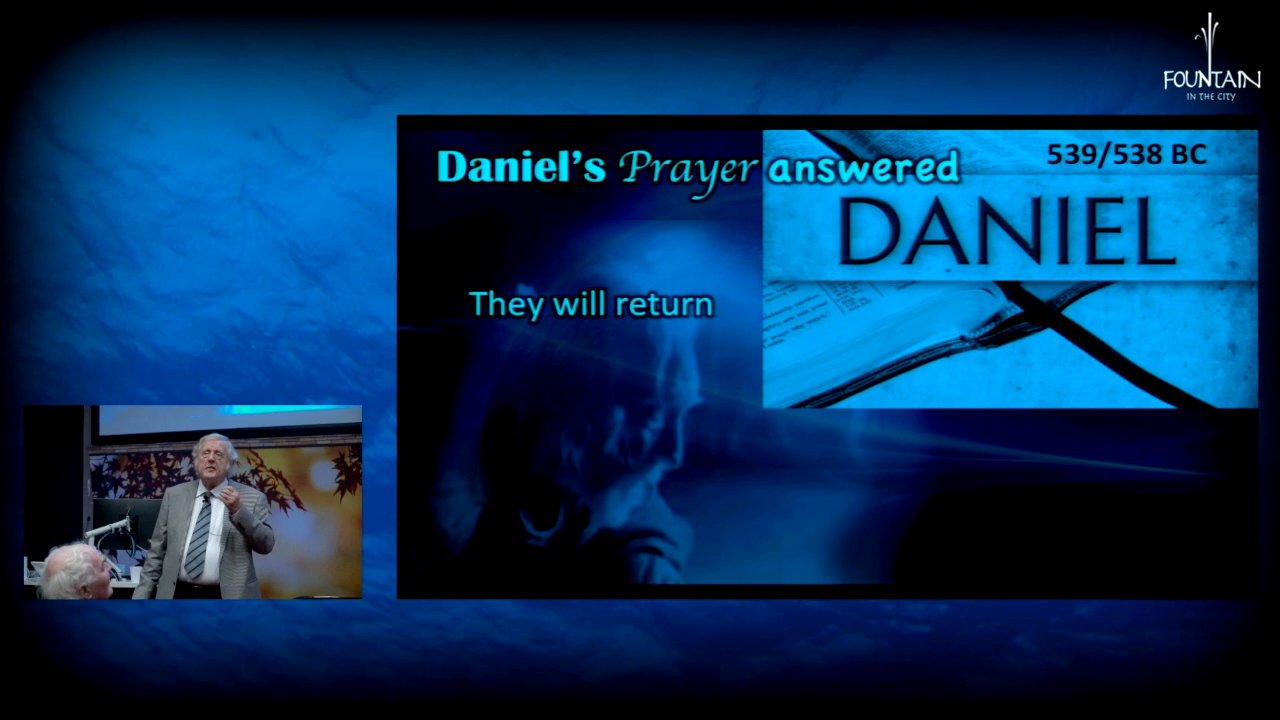 FOUNTAIN
IN THE CITY
Daniel's Prayer answered
539/538 BC
DANIEL
They will return